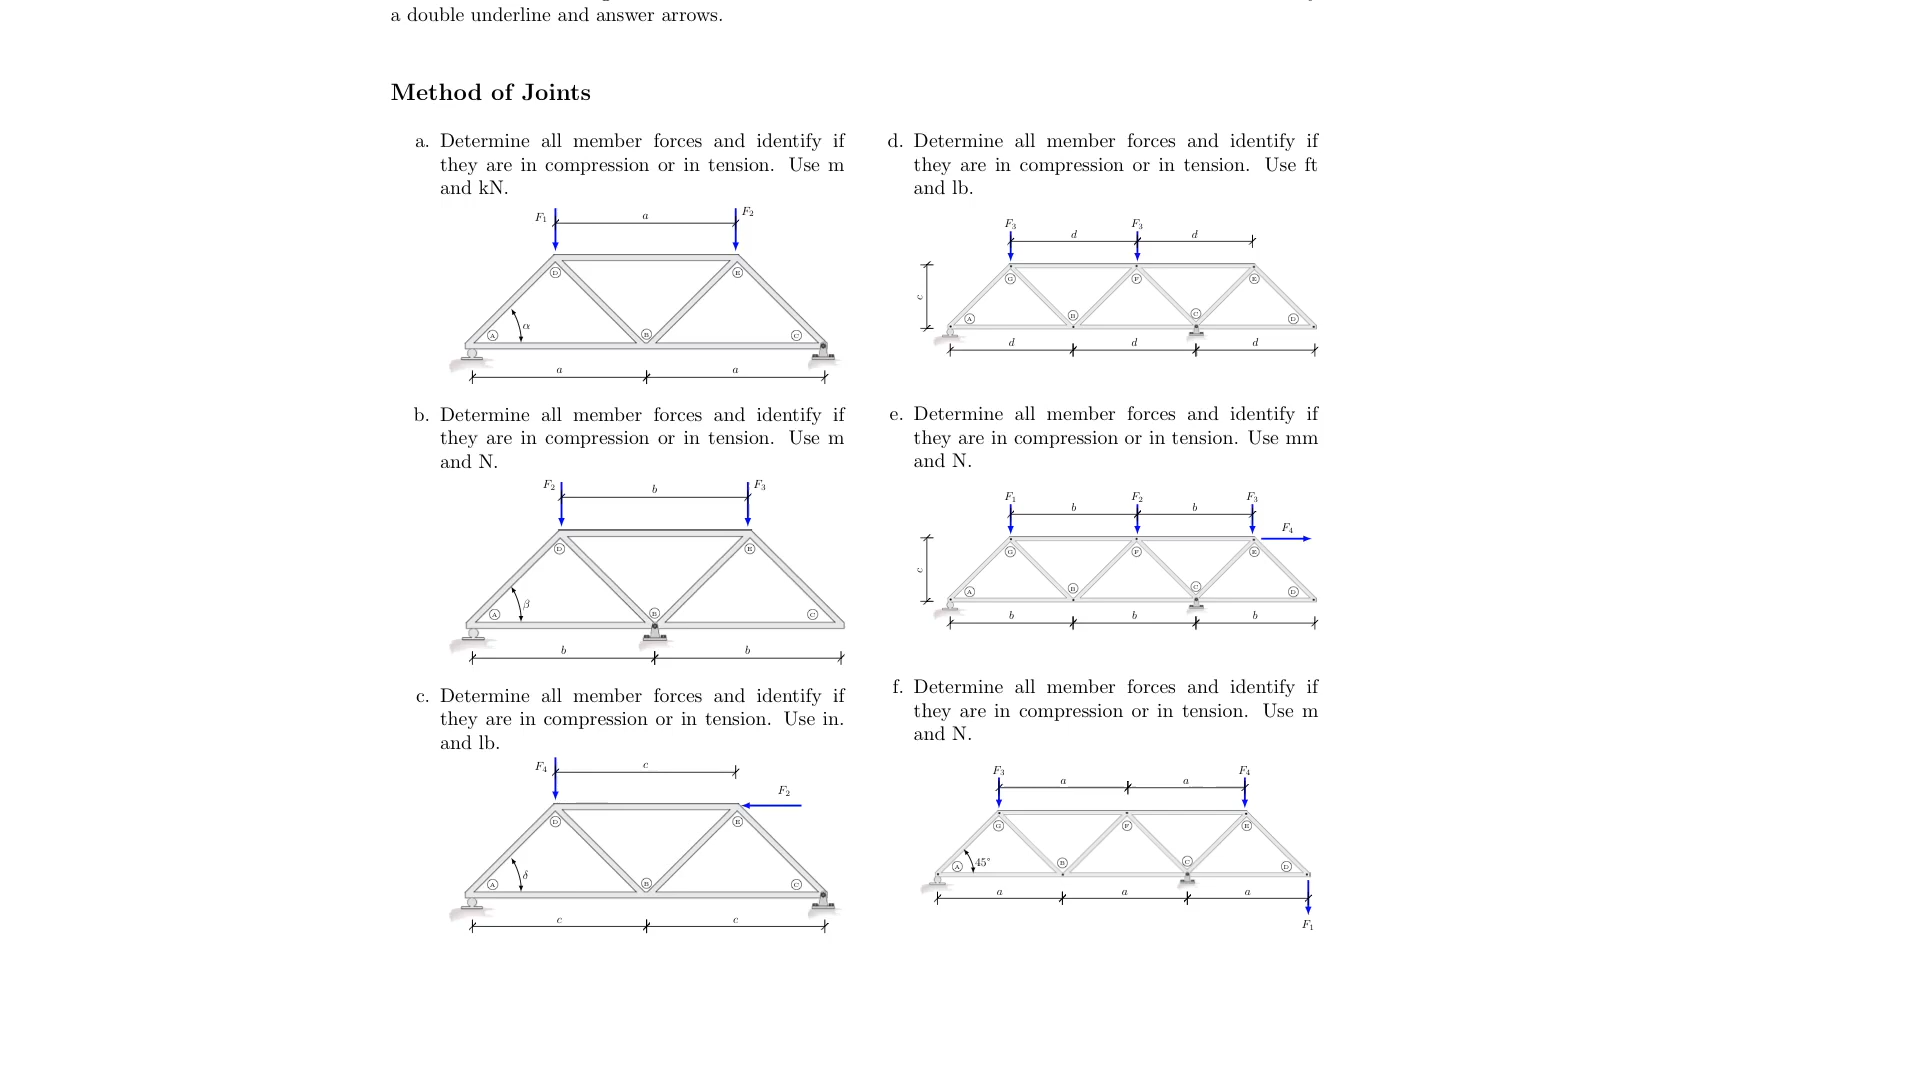 a double underline and answer arrows.
Method of Joints
a. Determine all member forces and identify if
they are in compression or in tension. Use m
and kN.
F₁
a
F₂
D
E
A
α
B
C
a
a
b. Determine all member forces and identify if
they are in compression or in tension. Use m
and N.
F₂
b
F₃
D
E
A
β
B
C
b
b
c. Determine all member forces and identify if
they are in compression or in tension. Use in.
and lb.
F₄
c
F₂
D
E
A
δ
B
C
c
c
d. Determine all member forces and identify if
they are in compression or in tension. Use ft
and lb.
F₃
F₃
d
d
G
F
E
c
A
B
C
D
d
d
d
e. Determine all member forces and identify if
they are in compression or in tension. Use mm
and N.
F₁
F₂
F₃
b
b
F₄
G
F
E
c
A
B
C
D
b
b
b
f. Determine all member forces and identify if
they are in compression or in tension. Use m
and N.
F₃
F₄
a
a
G
F
E
A
45°
B
C
D
a
a
a
F₁